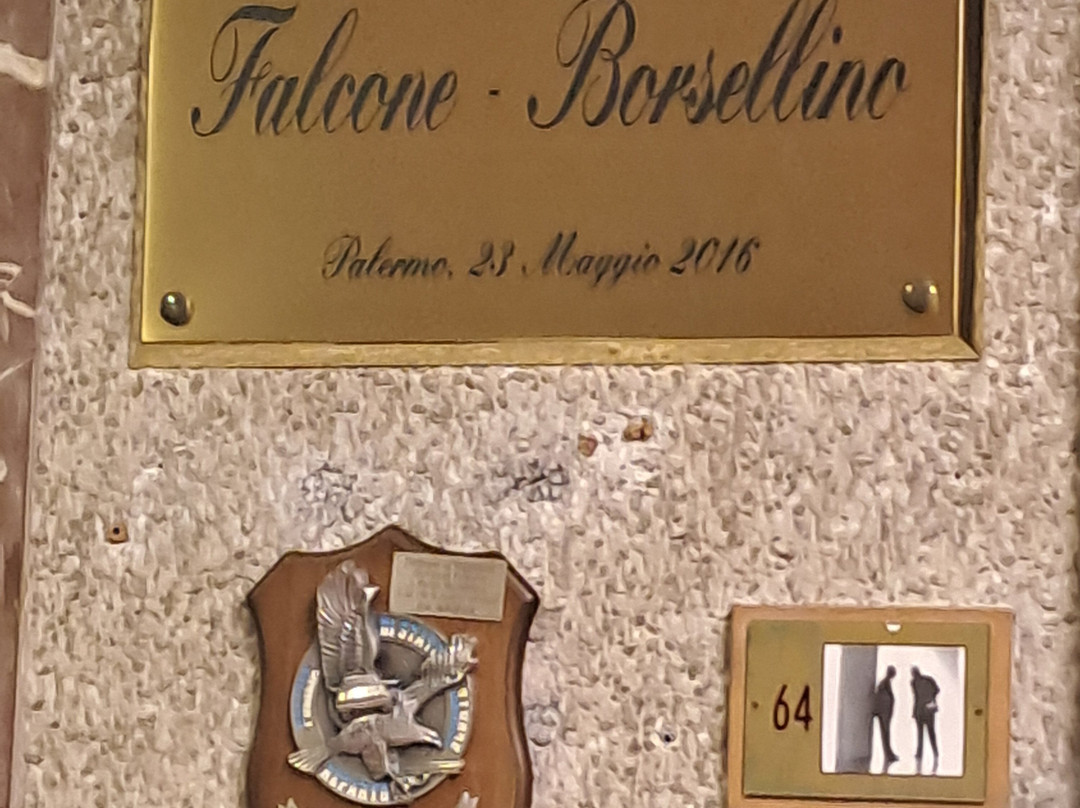 Falcone - Borsellino
Palermo, 23 Maggio 2016
64